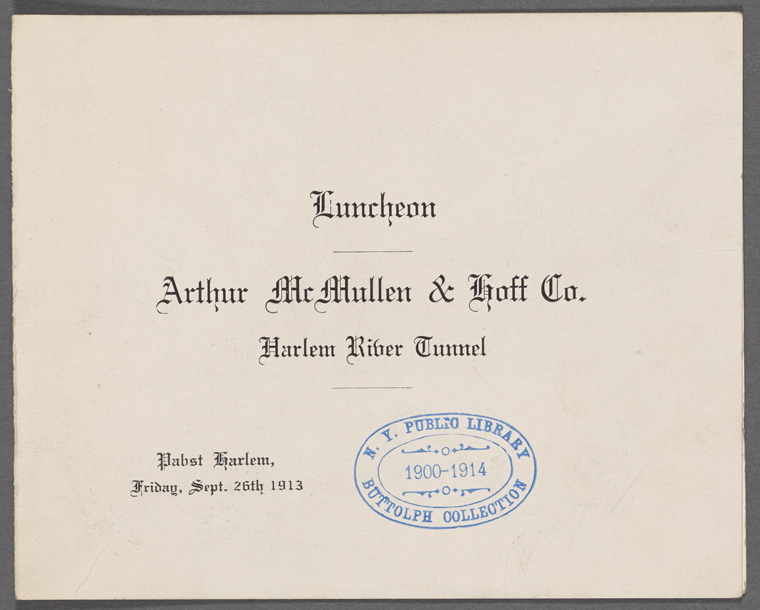 Luncheon
Arthur McMullen & Hoff Co.
Harlem River Tunnel
Pabst Harlem,
Friday, Sept. 26th 1913
N. Y. PUBLIC LIBRARY
1900-1914
BUTTOLPH COLLECTION